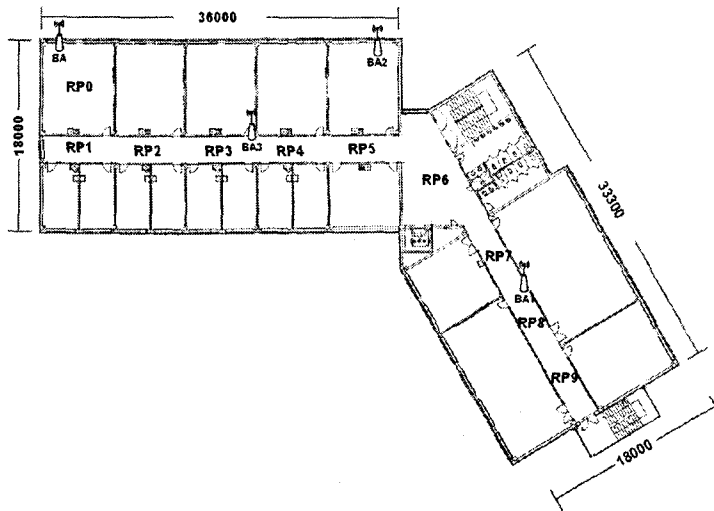 36000
BA
BA2
RP0
BA3
18000
RP1
RP2
RP3
RP4
RP5
RP6
33300
RP7
BA1
RP8
RP9
18000